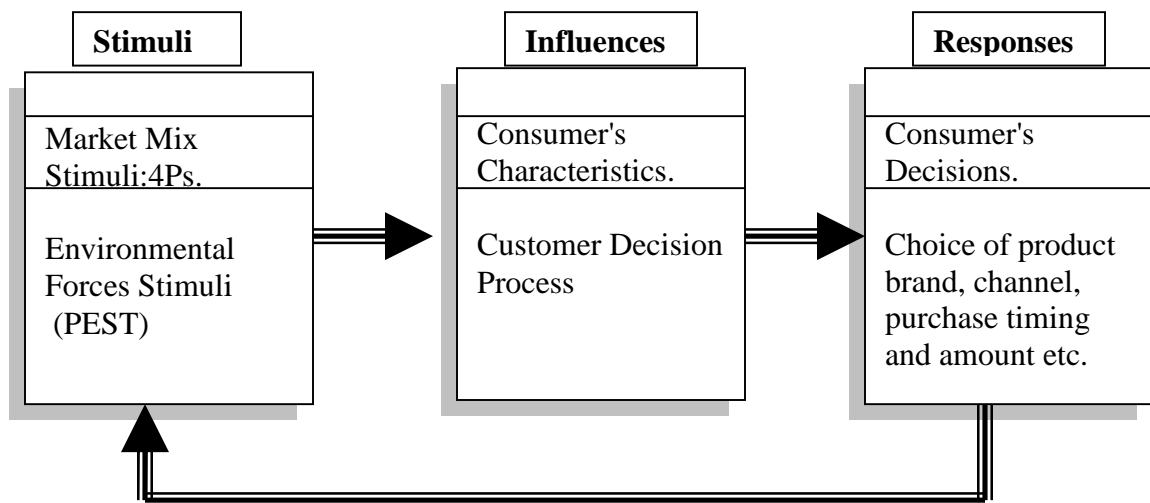 Stimuli
Market Mix
Stimuli:4Ps.
Environmental
Forces Stimuli
(PEST)
Influences
Consumer's
Characteristics.
Customer Decision
Process
Responses
Consumer's
Decisions.
Choice of product
brand, channel,
purchase timing
and amount etc.